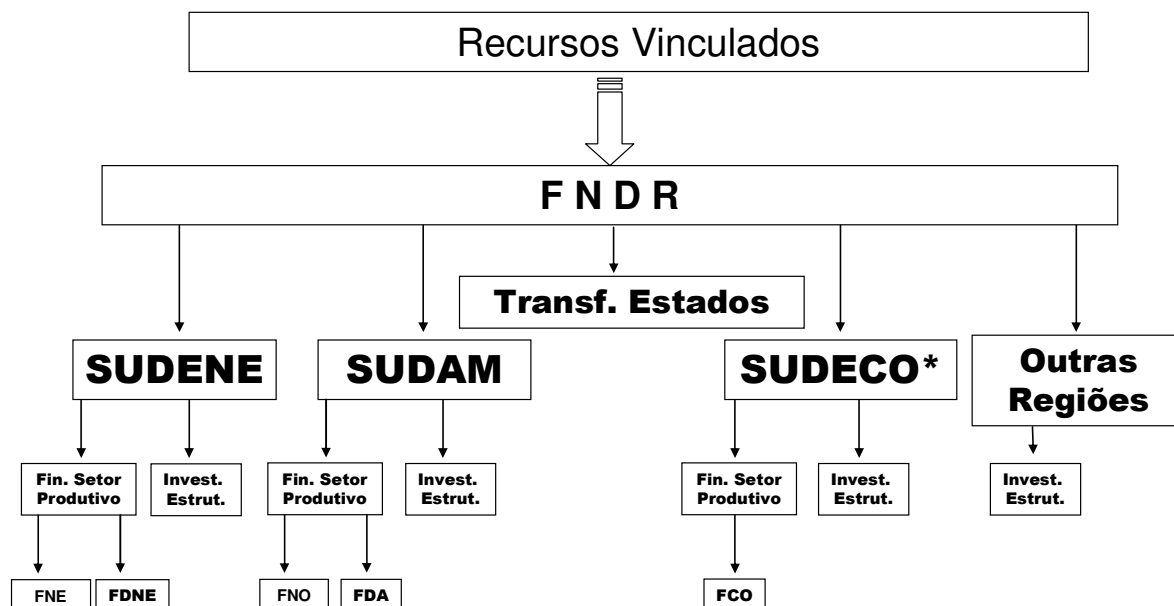 Recursos Vinculados
F N D R
Transf. Estados
SUDENE
SUDAM
SUDECO*
Outras
Regiões
Fin. Setor
Produtivo
Invest.
Estrut.
Fin. Setor
Produtivo
Invest.
Estrut.
Fin. Setor
Produtivo
Invest.
Estrut.
Invest.
Estrut.
FNE
FDNE
FNO
FDA
FCO